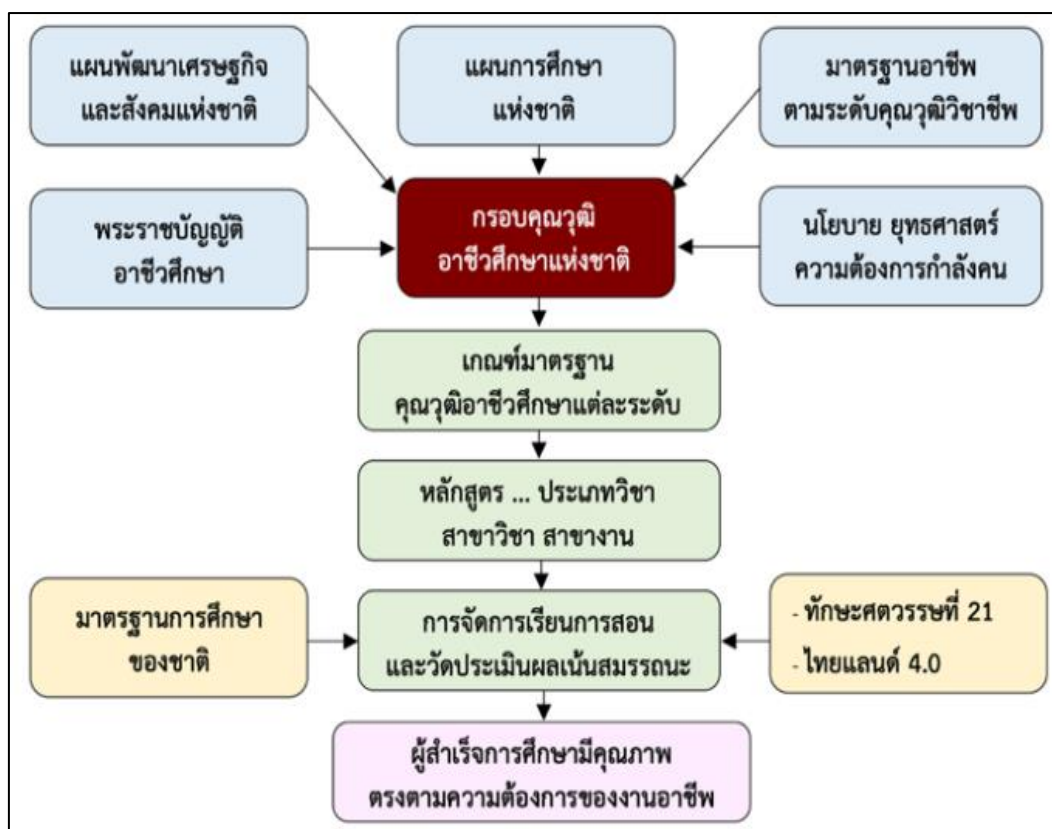 แผนพัฒนาเศรษฐกิจ
และสังคมแห่งชาติ
แผนการศึกษา
แห่งชาติ
มาตรฐานอาชีพ
ตามระดับคุณวุฒิวิชาชีพ
พระราชบัญญัติ
อาชีวศึกษา
กรอบคุณวุฒิ
อาชีวศึกษาแห่งชาติ
นโยบาย ยุทธศาสตร์
ความต้องการกำลังคน
เกณฑ์มาตรฐาน
คุณวุฒิอาชีวศึกษาแต่ละระดับ
หลักสูตร ... ประเภทวิชา
สาขาวิชา สาขางาน
มาตรฐานการศึกษา
ของชาติ
การจัดการเรียนการสอน
และวัดประเมินผลเน้นสมรรถนะ
- ทักษะศตวรรษที่ 21
- ไทยแลนด์ 4.0
ผู้สำเร็จการศึกษามีคุณภาพ
ตรงตามความต้องการของงานอาชีพ